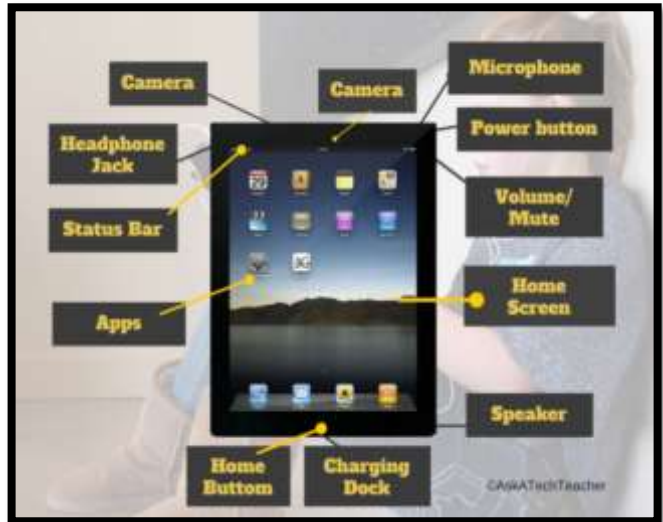 Camera
Camera
Microphone
Headphone
Jack
Power button
Status Bar
Volume/
Mute
Apps
Home
Screen
Speaker
Home
Buttom
Charging
Dock
©AskATechTeacher